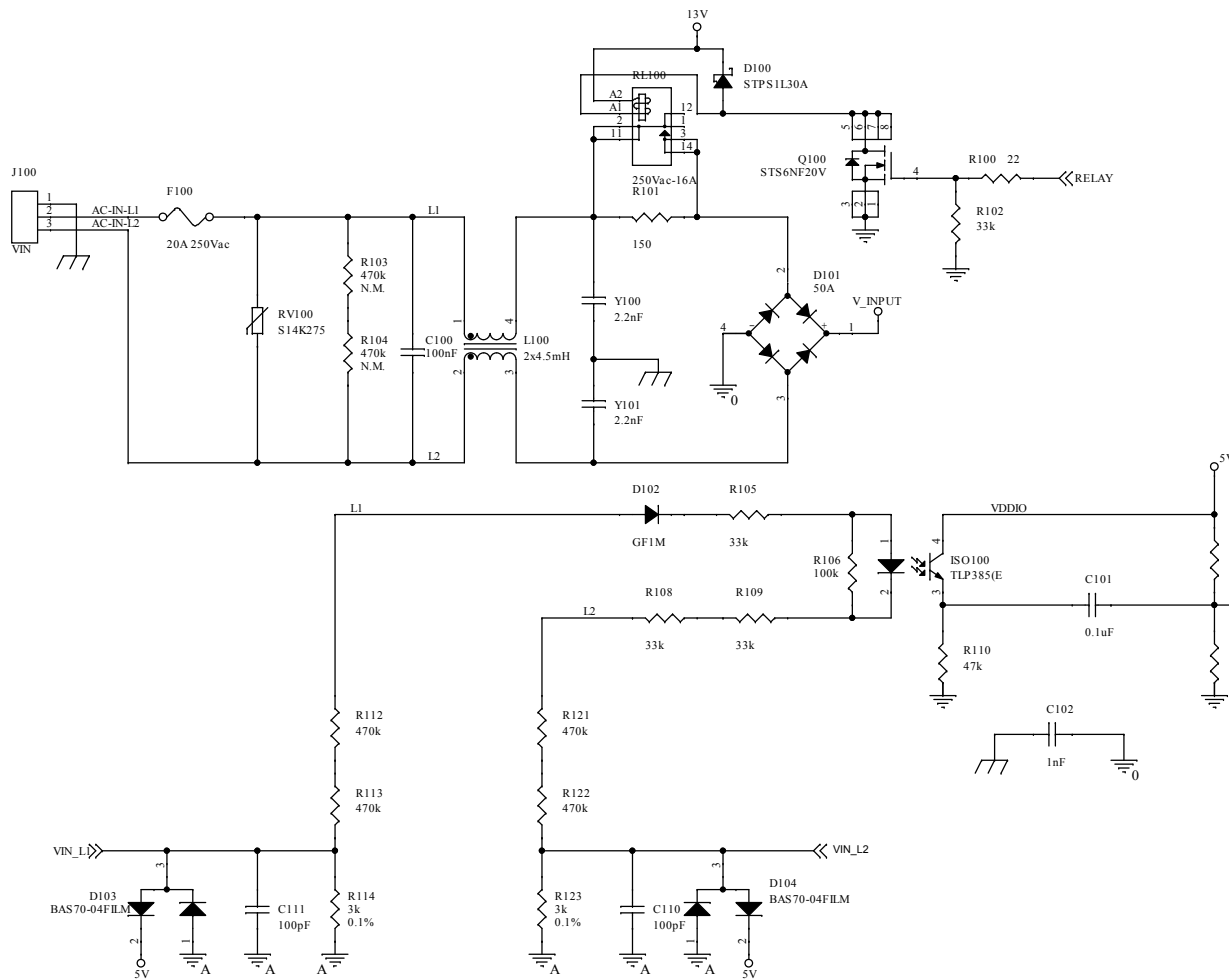 13V
D100
STPS1L30A
RL100
A2
A1
2
11
12
1
3
14
250Vac-16A
5
6
7
8
Q100
STS6NF20V
3
2
1
4
R100 22
RELAY
R102
33k
J100
1
2
3
VIN
AC-IN-L1
AC-IN-L2
F100
20A 250Vac
L1
R101
150
R103
470k
N.M.
RV100
S14K275
R104
470k
N.M.
C100
100nF
1
4
2
3
L100
2x4.5mH
Y100
2.2nF
Y101
2.2nF
2
D101
50A
V_INPUT
4
-
+
1
3
0
L2
5V
L1
D102
GF1M
R105
33k
VDDIO
R106
100k
1
2
4
3
ISO100
TLP385(E
C101
0.1uF
L2
R108
33k
R109
33k
R110
47k
C102
1nF
0
R112
470k
R121
470k
R113
470k
R122
470k
VIN_L1
VIN_L2
3
D103
BAS70-04FILM
2
1
5V
A
C111
100pF
A
R114
3k
0.1%
A
R123
3k
0.1%
A
C110
100pF
A
3
D104
BAS70-04FILM
1
2
A
5V